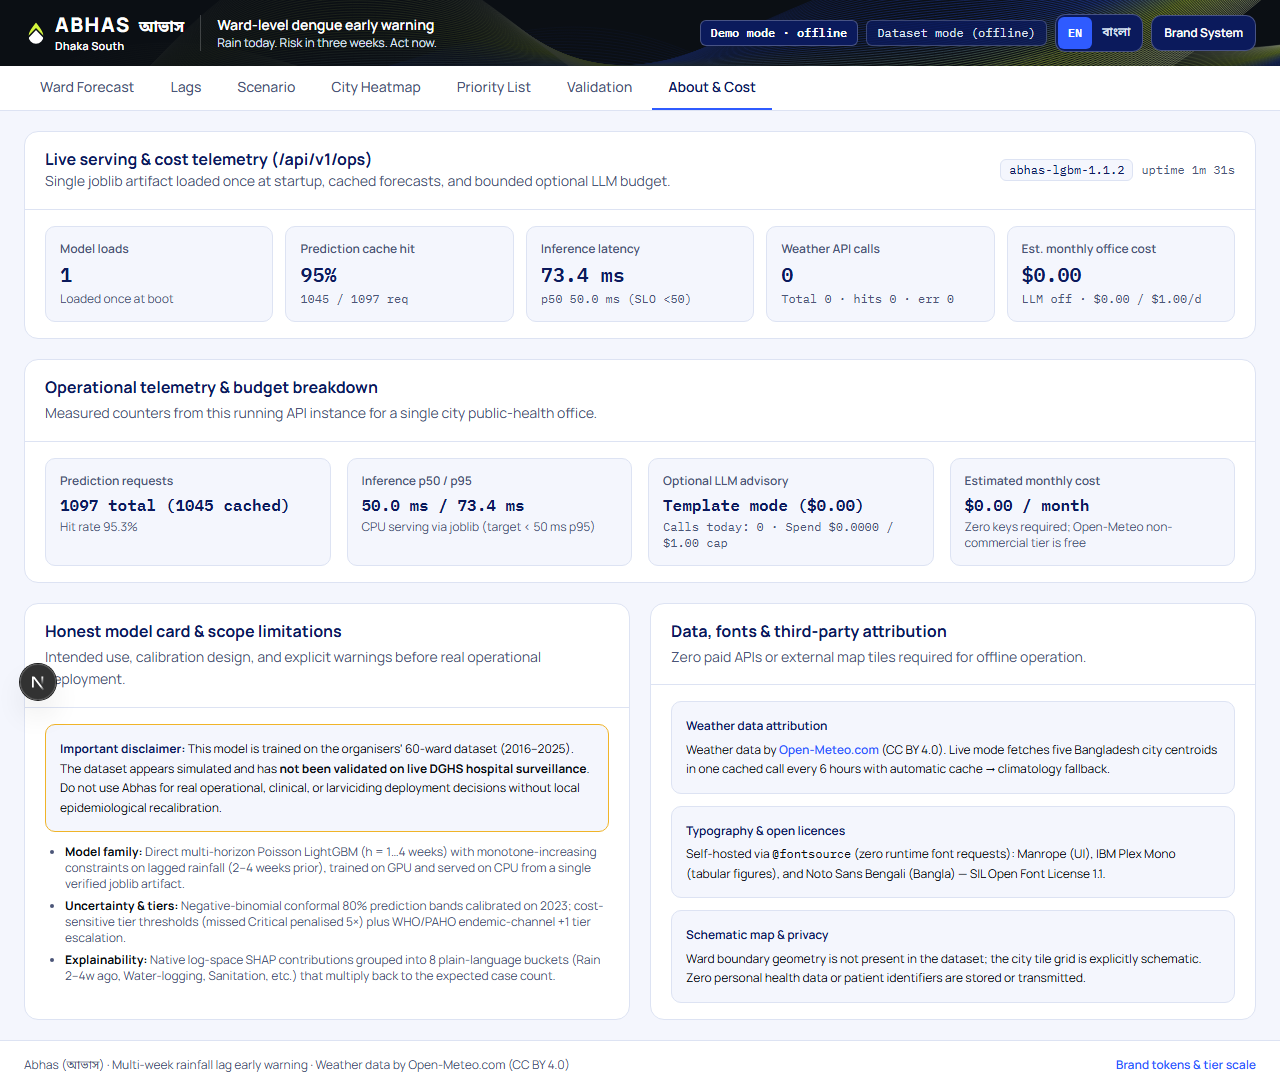 ABHAS আভাস
Dhaka South
Ward-level dengue early warning
Rain today. Risk in three weeks. Act now.
Demo mode · offline
Dataset mode (offline)
EN
বাংলা
Brand System
Ward Forecast
Lags
Scenario
City Heatmap
Priority List
Validation
About & Cost
Live serving & cost telemetry (/api/v1/ops)
Single joblib artifact loaded once at startup, cached forecasts, and bounded optional LLM budget.
abhas-lgbm-1.1.2
uptime 1m 31s
Model loads
1
Loaded once at boot
Prediction cache hit
95%
1045 / 1097 req
Inference latency
73.4 ms
p50 50.0 ms (SLO <50)
Weather API calls
0
Total 0 · hits 0 · err 0
Est. monthly office cost
$0.00
LLM off · $0.00 / $1.00/d
Operational telemetry & budget breakdown
Measured counters from this running API instance for a single city public-health office.
Prediction requests
1097 total (1045 cached)
Hit rate 95.3%
Inference p50 / p95
50.0 ms / 73.4 ms
CPU serving via joblib (target < 50 ms p95)
Optional LLM advisory
Template mode ($0.00)
Calls today: 0 · Spend $0.0000 /
$1.00 cap
Estimated monthly cost
$0.00 / month
Zero keys required; Open-Meteo non-
commercial tier is free
Honest model card & scope limitations
Intended use, calibration design, and explicit warnings before real operational
eployment.
N
Important disclaimer: This model is trained on the organisers' 60-ward dataset (2016–2025).
The dataset appears simulated and has not been validated on live DGHS hospital surveillance.
Do not use Abhas for real operational, clinical, or larviciding deployment decisions without local
epidemiological recalibration.
• Model family: Direct multi-horizon Poisson LightGBM (h = 1…4 weeks) with monotone-increasing
constraints on lagged rainfall (2–4 weeks prior), trained on GPU and served on CPU from a single
verified joblib artifact.
• Uncertainty & tiers: Negative-binomial conformal 80% prediction bands calibrated on 2023; cost-
sensitive tier thresholds (missed Critical penalised 5×) plus WHO/PAHO endemic-channel +1 tier
escalation.
• Explainability: Native log-space SHAP contributions grouped into 8 plain-language buckets (Rain
2–4w ago, Water-logging, Sanitation, etc.) that multiply back to the expected case count.
Data, fonts & third-party attribution
Zero paid APIs or external map tiles required for offline operation.
Weather data attribution
Weather data by Open-Meteo.com (CC BY 4.0). Live mode fetches five Bangladesh city centroids
in one cached call every 6 hours with automatic cache → climatology fallback.
Typography & open licences
Self-hosted via @fontsource (zero runtime font requests): Manrope (UI), IBM Plex Mono
(tabular figures), and Noto Sans Bengali (Bangla) — SIL Open Font License 1.1.
Schematic map & privacy
Ward boundary geometry is not present in the dataset; the city tile grid is explicitly schematic.
Zero personal health data or patient identifiers are stored or transmitted.
Abhas (আভাস) · Multi-week rainfall lag early warning · Weather data by Open-Meteo.com (CC BY 4.0)
Brand tokens & tier scale